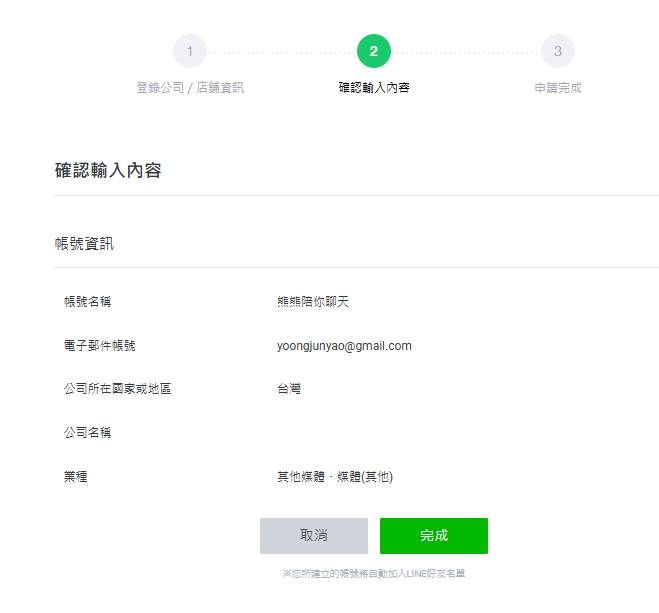 1
2
3
登錄公司 / 店鋪資訊
確認輸入內容
申請完成
確認輸入內容
帳號資訊
帳號名稱 熊熊陪你聊天
電子郵件帳號 yoongjunyao@gmail.com
公司所在國家或地區 台灣
公司名稱
業種 其他媒體 · 媒體(其他)
取消
完成
※您所建立的帳號將自動加入LINE好友名單